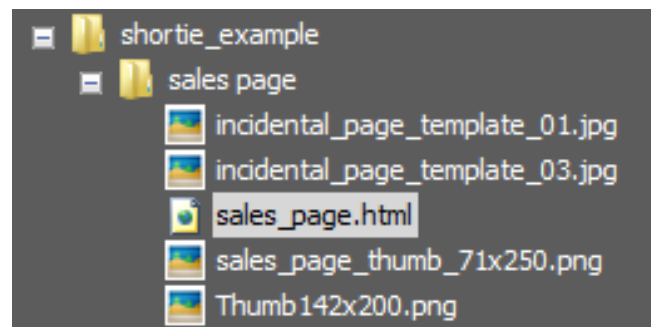 shortie_example
sales page
incidental_page_template_01.jpg
incidental_page_template_03.jpg
sales_page.html
sales_page_thumb_71x250.png
Thumb142x200.png